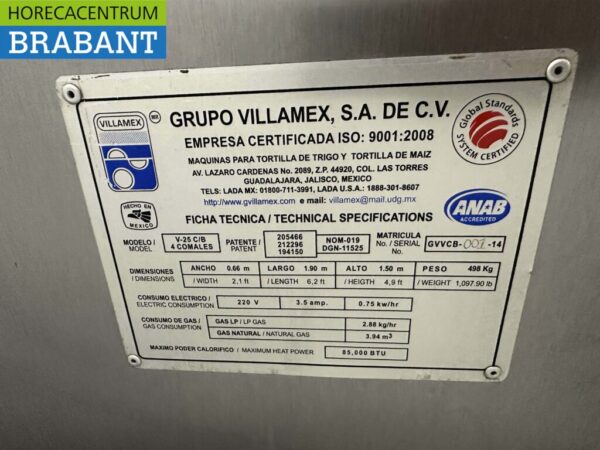 HORECACENTRUM
BRABANT
VILLAMEX
MR
GRUPO VILLAMEX, S.A. DE C.V.
EMPRESA CERTIFICADA ISO: 9001:2008
MAQUINAS PARA TORTILLA DE TRIGO Y TORTILLA DE MAIZ
AV. LAZARO CARDENAS No. 2089, Z.P. 44920, COL. LAS TORRES
GUADALAJARA, JALISCO, MEXICO
TELS: LADA MX: 01800-711-3991, LADA U.S.A.: 1888-301-8607
http://www.gvillamex.com e mail: villamex@mail.udg.mx
Global Standards
SYSTEM CERTIFIED
HECHO EN
MEXICO
ANAB
ACCREDITED
FICHA TECNICA / TECHNICAL SPECIFICATIONS
MODELO / MODEL V-25 C/B 4 COMALES PATENTE / PATENT 205466 212296 194150 NOM-019 DGN-11525 MATRICULA No. / SERIAL No. GVVCB-001-14
DIMENSIONES ANCHO 0.66 m LARGO 1.90 m ALTO 1.50 m PESO 498 Kg
/ DIMENSIONS / WIDTH 2.1 ft / LENGTH 6,2 ft / HEIGTH 4,9 ft / WEIGHT 1,097.90 lb
CONSUMO ELECTRICO /
ELECTRIC CONSUMPTION 220 V 3.5 amp. 0.75 kw/hr
CONSUMO DE GAS / GAS LP / LP GAS 2.88 kg/hr
GAS CONSUMPTION GAS NATURAL / NATURAL GAS 3.94 m3
MAXIMO PODER CALORIFICO / MAXIMUM HEAT POWER 85,000 BTU